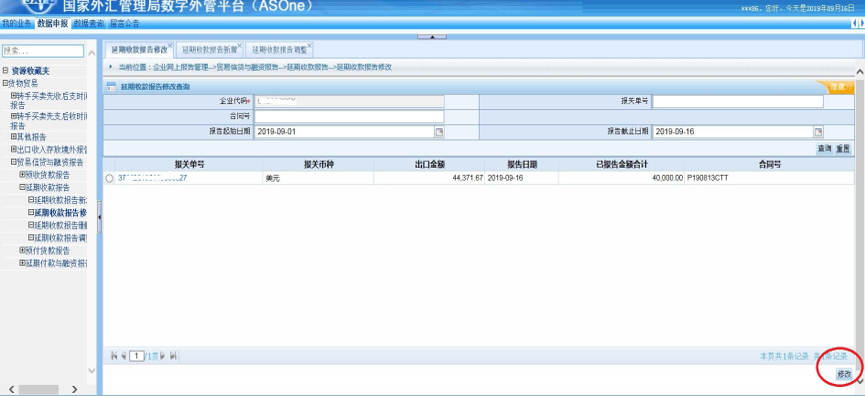 国家外汇管理局数字外管平台（ASOne）
您好，今天是2019年09月16日
我的业务 数据申报 数据查询 留言公告
搜索...
延期收款报告修改 延期收款报告新增 延期收款报告调整
当前位置：企业网上报告管理-->贸易信贷与融资报告-->延期收款报告-->延期收款报告修改
资源收藏夹
货物贸易
转手买卖先收后支时间
报告
转手买卖先支后收时间
报告
其他报告
出口收入存放境外报告
贸易信贷与融资报告
预收货款报告
延期收款报告
延期收款报告新
延期收款报告修
延期收款报告删
延期收款报告调
预付货款报告
延期付款与融资报告
延期收款报告修改查询
隐藏
企业代码* 报关单号
合同号
报告起始日期 2019-09-01 报告截止日期 2019-09-16
查询 重置
报关单号 报关币种 出口金额 报告日期 已报告金额合计 合同号
美元 44,371.67 2019-09-16 40,000.00 P190813CTT
1 /1页
本页共1条记录 共1条记录
修改